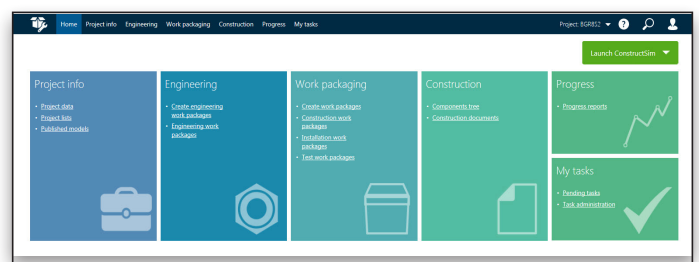 Home Project info Engineering Work packaging Construction Progress My tasks Project: BGR8S2
Launch ConstructSim
Project info
• Project data
• Project lists
• Published models
Engineering
• Create engineering
work packages
• Engineering work
packages
Work packaging
• Create work packages
• Construction work
packages
• Installation work
packages
• Test work packages
Construction
• Components tree
• Construction documents
Progress
• Progress reports
My tasks
• Pending tasks
• Task administration